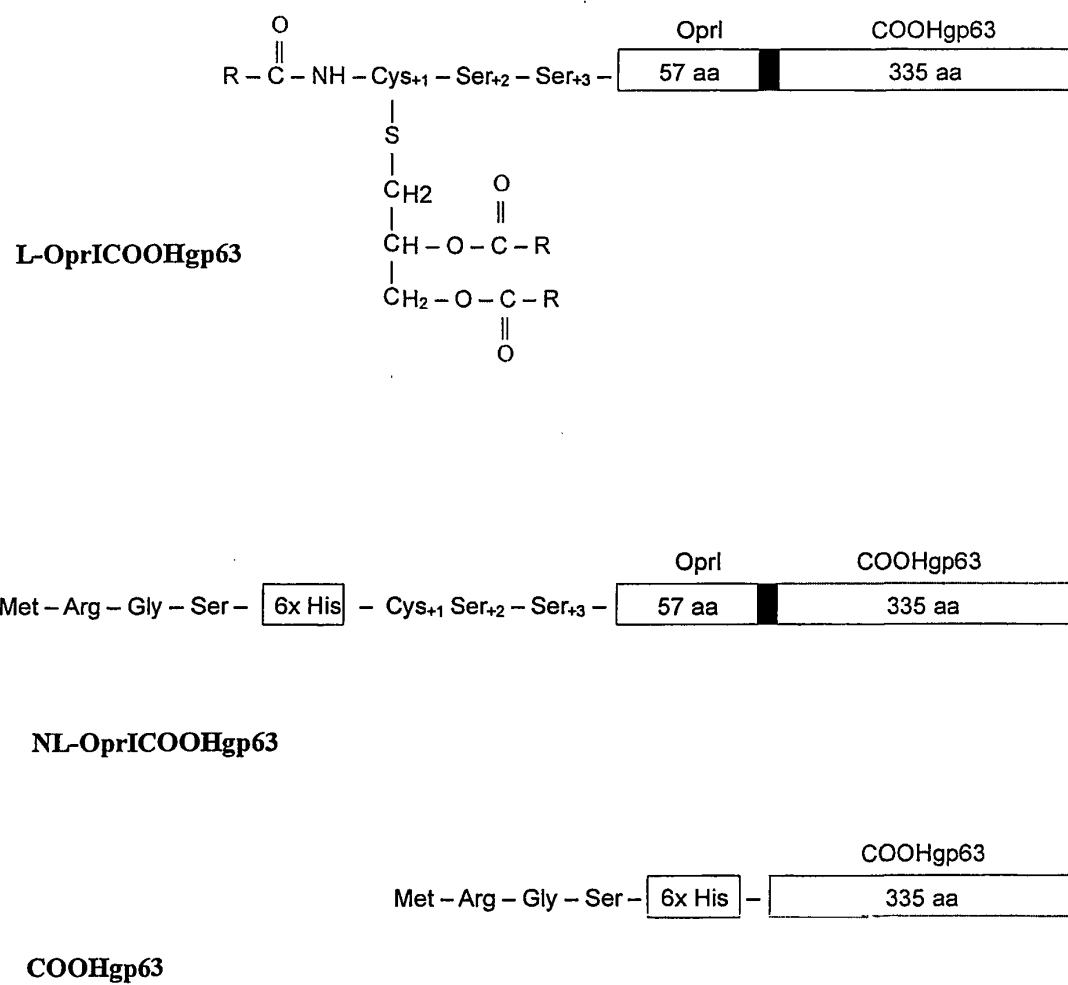 O OprI COOHgp63
||
R – C – NH – Cys+1 – Ser+2 – Ser+3 – 57 aa 335 aa
|
S
|
CH2 O
| ||
L-OprICOOHgp63 CH – O – C – R
|
CH2 – O – C – R
||
O
OprI COOHgp63
Met – Arg – Gly – Ser – 6x His – Cys+1 Ser+2 – Ser+3 – 57 aa 335 aa
NL-OprICOOHgp63
COOHgp63
Met – Arg – Gly – Ser – 6x His – 335 aa
COOHgp63